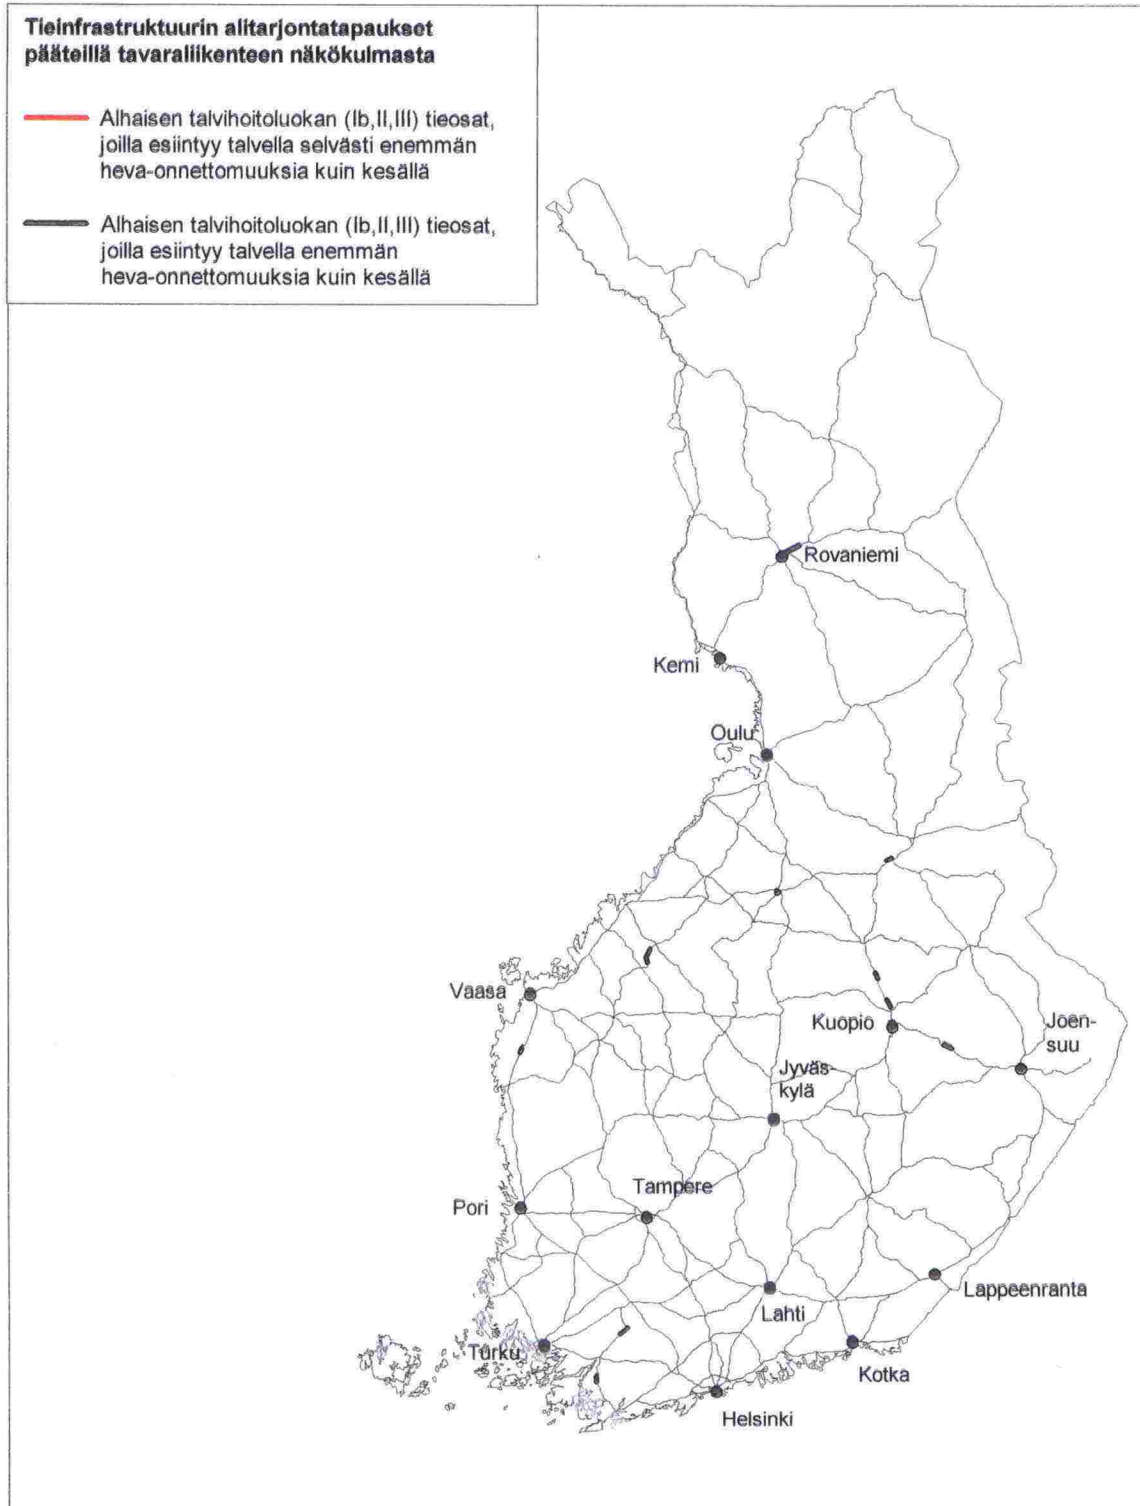 Tieinfrastruktuurin alitarjontatapaukset
pääteillä tavaraliikenteen näkökulmasta
Alhaisen talvihoitoluokan (Ib,II,III) tieosat,
joilla esiintyy talvella selvästi enemmän
heva-onnettomuuksia kuin kesällä
Alhaisen talvihoitoluokan (Ib,II,III) tieosat,
joilla esiintyy talvella enemmän
heva-onnettomuuksia kuin kesällä
Rovaniemi
Kemi
Oulu
Vaasa
Kuopio
Joen-
suu
Jyväs-
kylä
Tampere
Pori
Lappeenranta
Lahti
Turku
Kotka
Helsinki